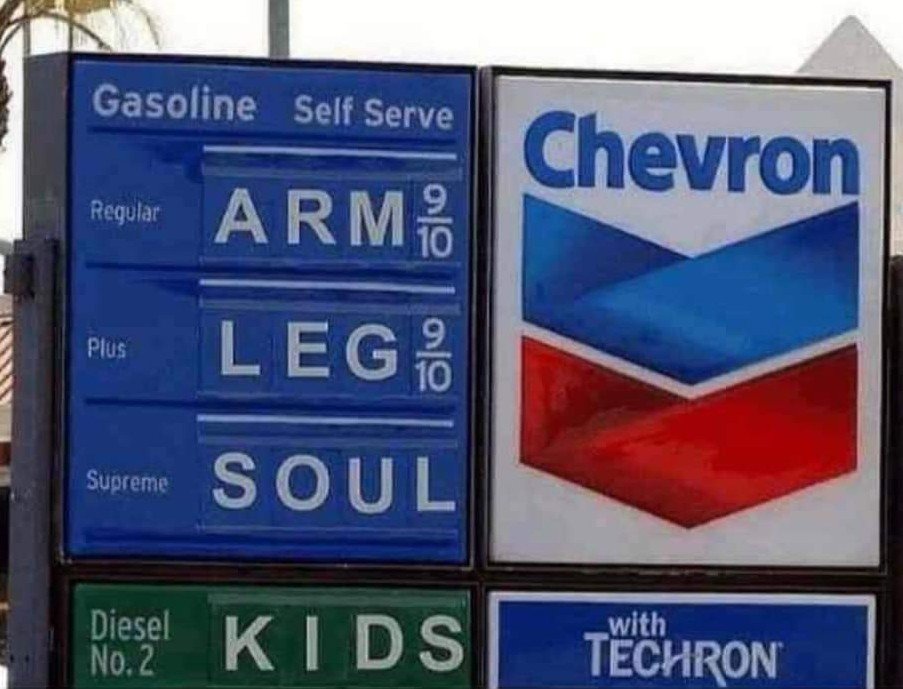 Gasoline Self Serve
Regular ARM 9/10
Plus LEG 9/10
Supreme SOUL
Diesel
No. 2 KIDS
Chevron
with
TECHRON